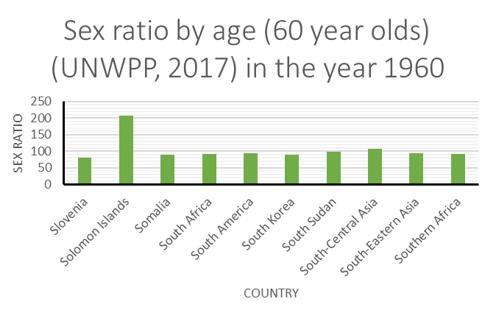 Sex ratio by age (60 year olds)
(UNWPP, 2017) in the year 1960
250
200
150
100
50
0
SEX RATIO
Slovenia
Solomon Islands
Somalia
South Africa
South America
South Korea
South Sudan
South-Central Asia
South-Eastern Asia
Southern Africa
COUNTRY